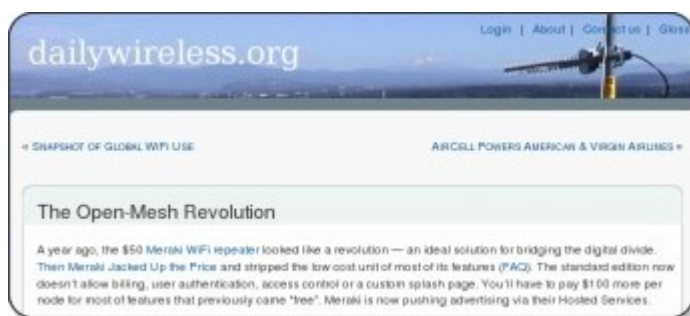 Login | About | Contact us | Gloss
dailywireless.org
« SNAPSHOT OF GLOBAL WIFI USE
AIRCELL POWERS AMERICAN & VIRGIN AIRLINES »
The Open-Mesh Revolution
A year ago, the $50 Meraki WiFi repeater looked like a revolution — an ideal solution for bridging the digital divide.
Then Meraki Jacked Up the Price and stripped the low cost unit of most of its features (FAQ). The standard edition now
doesn't allow billing, user authentication, access control or a custom splash page. You'll have to pay $100 more per
node for most of features that previously came "free". Meraki is now pushing advertising via their Hosted Services.